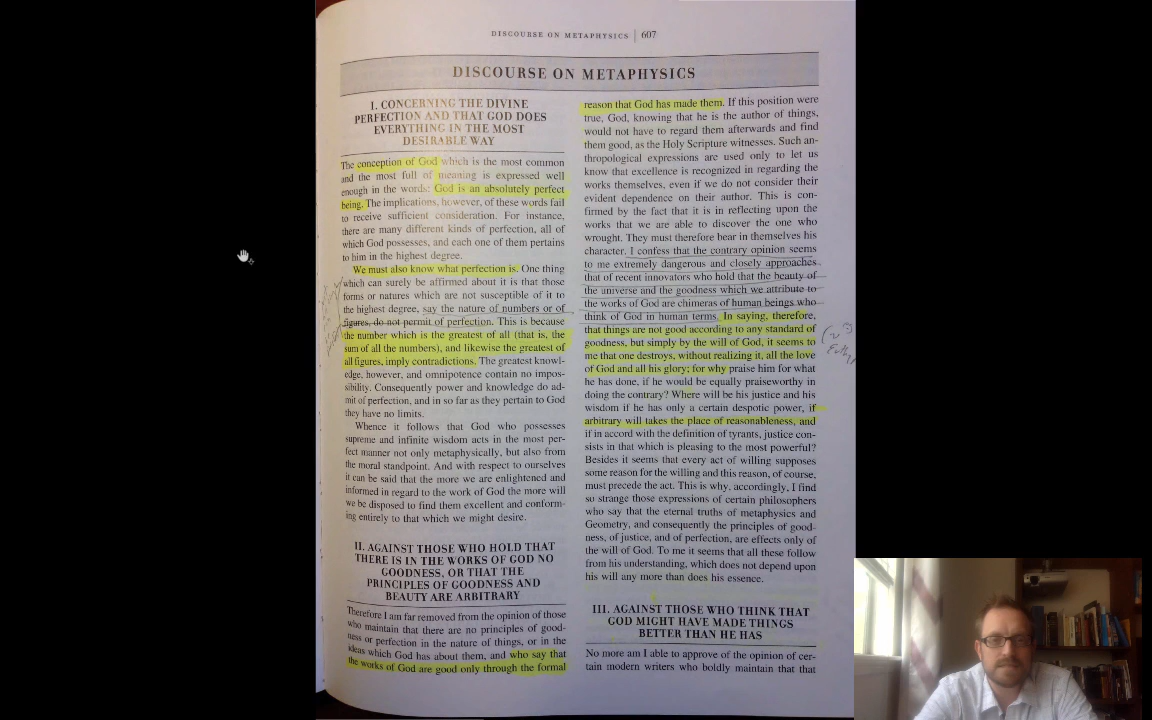 DISCOURSE ON METAPHYSICS | 607
DISCOURSE ON METAPHYSICS
I. CONCERNING THE DIVINE
PERFECTION AND THAT GOD DOES
EVERYTHING IN THE MOST
DESIRABLE WAY
The conception of God which is the most common
and the most full of meaning is expressed well
enough in the words: God is an absolutely perfect
being. The implications, however, of these words fail
to receive sufficient consideration. For instance,
there are many different kinds of perfection, all of
which God possesses, and each one of them pertains
to him in the highest degree.
We must also know what perfection is. One thing
which can surely be affirmed about it is that those
forms or natures which are not susceptible of it to
the highest degree, say the nature of numbers or of
figures, do not permit of perfection. This is because
the number which is the greatest of all (that is, the
sum of all the numbers), and likewise the greatest of
all figures, imply contradictions. The greatest knowl-
edge, however, and omnipotence contain no impos-
sibility. Consequently power and knowledge do ad-
mit of perfection, and in so far as they pertain to God
they have no limits.
Whence it follows that God who possesses
supreme and infinite wisdom acts in the most per-
fect manner not only metaphysically, but also from
the moral standpoint. And with respect to ourselves
it can be said that the more we are enlightened and
informed in regard to the work of God the more will
we be disposed to find them excellent and conform-
ing entirely to that which we might desire.
II. AGAINST THOSE WHO HOLD THAT
THERE IS IN THE WORKS OF GOD NO
GOODNESS, OR THAT THE
PRINCIPLES OF GOODNESS AND
BEAUTY ARE ARBITRARY
Therefore I am far removed from the opinion of those
who maintain that there are no principles of good-
ness or perfection in the nature of things, or in the
ideas which God has about them, and who say that
the works of God are good only through the formal
reason that God has made them. If this position were
true, God, knowing that he is the author of things,
would not have to regard them afterwards and find
them good, as the Holy Scripture witnesses. Such an-
thropological expressions are used only to let us
know that excellence is recognized in regarding the
works themselves, even if we do not consider their
evident dependence on their author. This is con-
firmed by the fact that it is in reflecting upon the
works that we are able to discover the one who
wrought. They must therefore bear in themselves his
character. I confess that the contrary opinion seems
to me extremely dangerous and closely approaches
that of recent innovators who hold that the beauty of
the universe and the goodness which we attribute to
the works of God are chimeras of human beings who
think of God in human terms. In saying, therefore,
that things are not good according to any standard of
goodness, but simply by the will of God, it seems to
me that one destroys, without realizing it, all the love
of God and all his glory; for why praise him for what
he has done, if he would be equally praiseworthy in
doing the contrary? Where will be his justice and his
wisdom if he has only a certain despotic power, if
arbitrary will takes the place of reasonableness, and
if in accord with the definition of tyrants, justice con-
sists in that which is pleasing to the most powerful?
Besides it seems that every act of willing supposes
some reason for the willing and this reason, of course,
must precede the act. This is why, accordingly, I find
so strange those expressions of certain philosophers
who say that the eternal truths of metaphysics and
Geometry, and consequently the principles of good-
ness, of justice, and of perfection, are effects only of
the will of God. To me it seems that all these follow
from his understanding, which does not depend upon
his will any more than does his essence.
III. AGAINST THOSE WHO THINK THAT
GOD MIGHT HAVE MADE THINGS
BETTER THAN HE HAS
No more am I able to approve of the opinion of cer-
tain modern writers who boldly maintain that that